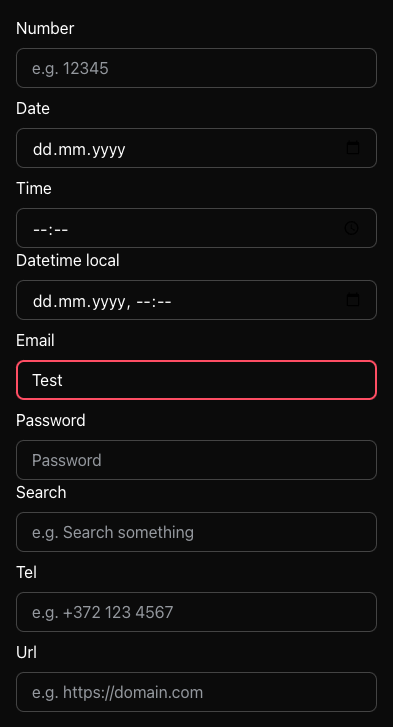 Number
e.g. 12345
Date
dd.mm.yyyy
Time
--:--
Datetime local
dd.mm.yyyy, --:--
Email
Test
Password
Password
Search
e.g. Search something
Tel
e.g. +372 123 4567
Url
e.g. https://domain.com